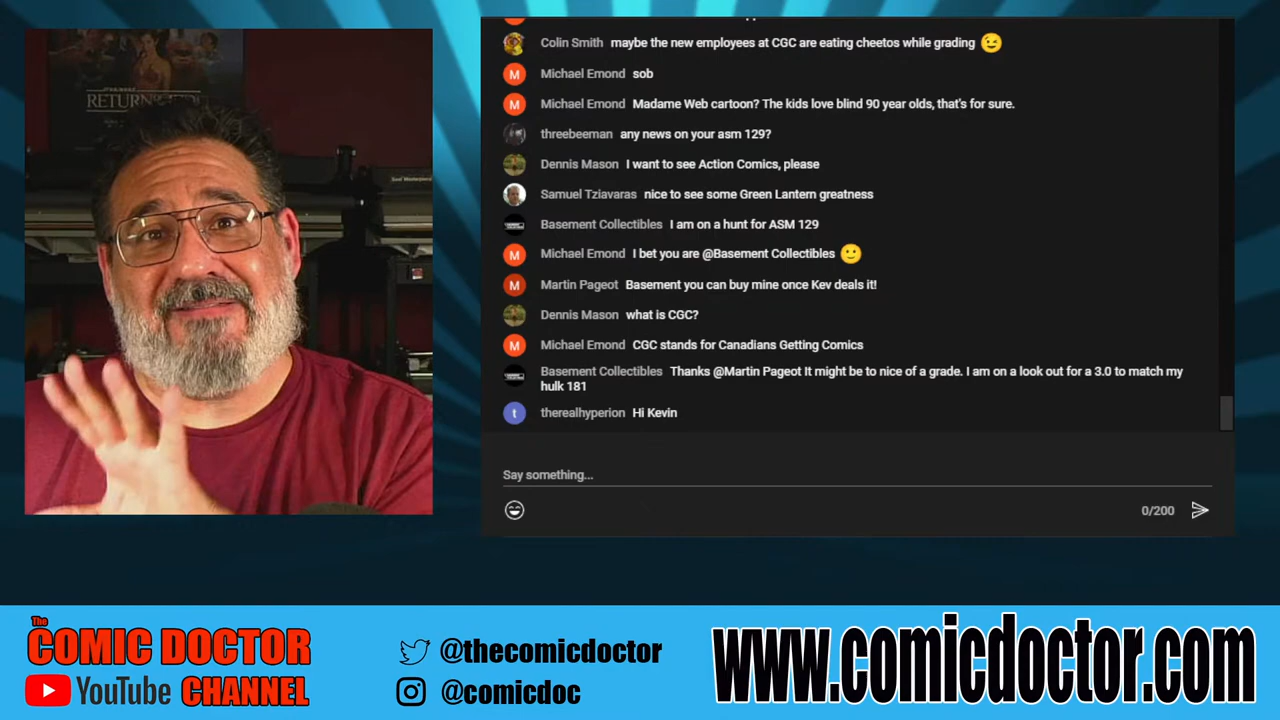 RETURN OF THE JEDI
Colin Smith maybe the new employees at CGC are eating cheetos while grading 😉
Michael Emond sob
Michael Emond Madame Web cartoon? The kids love blind 90 year olds, that's for sure.
threebeeman any news on your asm 129?
Dennis Mason I want to see Action Comics, please
Samuel Tziavaras nice to see some Green Lantern greatness
Basement Collectibles I am on a hunt for ASM 129
Michael Emond I bet you are @Basement Collectibles 🙂
Martin Pageot Basement you can buy mine once Kev deals it!
Dennis Mason what is CGC?
Michael Emond CGC stands for Canadians Getting Comics
Basement Collectibles Thanks @Martin Pageot It might be to nice of a grade. I am on a look out for a 3.0 to match my
hulk 181
t therealhyperion Hi Kevin
Say something...
0/200
The
COMIC DOCTOR
YouTube CHANNEL
@thecomicdoctor
@comicdoc
www.comicdoctor.com